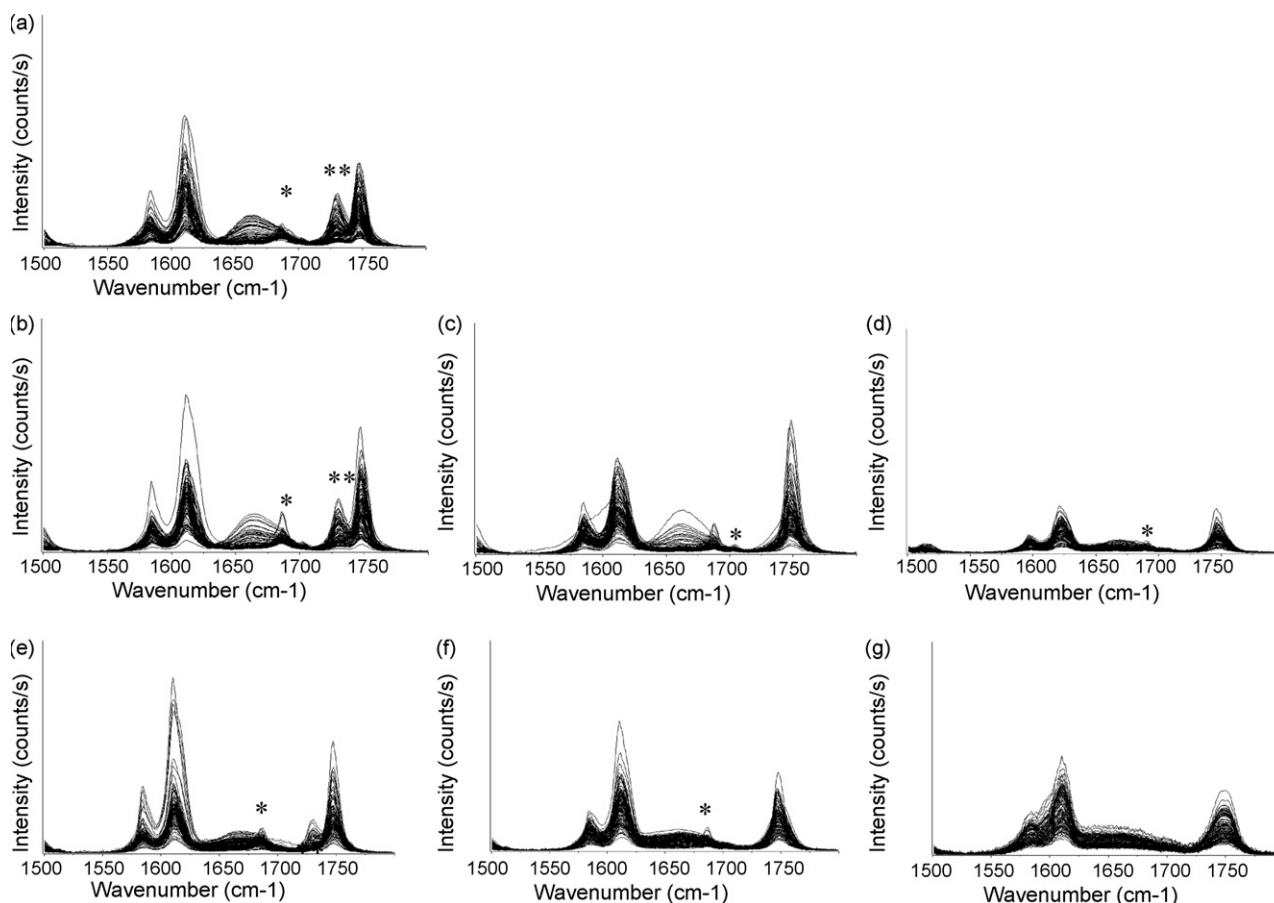 (a)
Intensity (counts/s)
*
**
1500 1550 1600 1650 1700 1750
Wavenumber (cm-1)
(b)
Intensity (counts/s)
*
**
1500 1550 1600 1650 1700 1750
Wavenumber (cm-1)
(c)
Intensity (counts/s)
*
1500 1550 1600 1650 1700 1750
Wavenumber (cm-1)
(d)
Intensity (counts/s)
*
1500 1550 1600 1650 1700 1750
Wavenumber (cm-1)
(e)
Intensity (counts/s)
*
1500 1550 1600 1650 1700 1750
Wavenumber (cm-1)
(f)
Intensity (counts/s)
*
1500 1550 1600 1650 1700 1750
Wavenumber (cm-1)
(g)
Intensity (counts/s)
1500 1550 1600 1650 1700 1750
Wavenumber (cm-1)